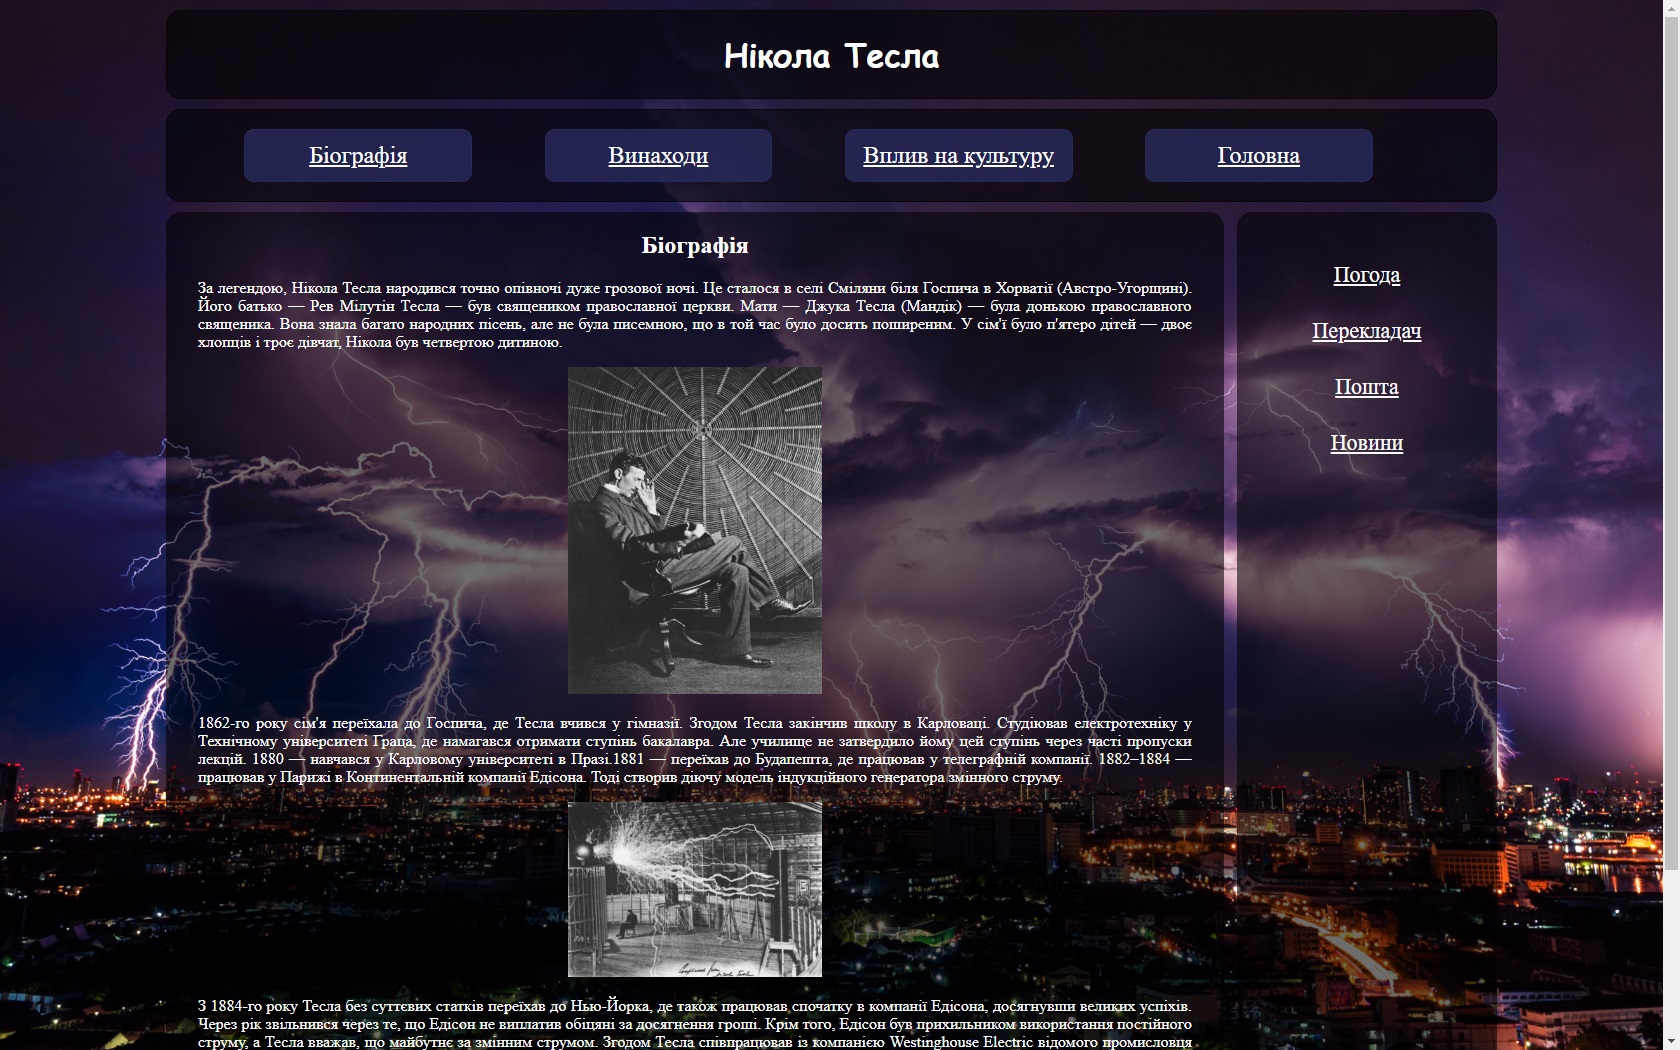 Нікола Тесла
Біографія
Винаходи
Вплив на культуру
Головна
Біографія
За легендою, Нікола Тесла народився точно опівночі дуже грозової ночі. Це сталося в селі Сміляни біля Госпича в Хорватії (Австро-Угорщині).
Його батько — Рев Мілутін Тесла — був священиком православної церкви. Мати — Джука Тесла (Мандік) — була донькою православного
священика. Вона знала багато народних пісень, але не була писемною, що в той час було досить поширеним. У сім'ї було п'ятеро дітей — двоє
хлопців і троє дівчат, Нікола був четвертою дитиною.
1862-го року сім'я переїхала до Госпича, де Тесла вчився у гімназії. Згодом Тесла закінчив школу в Карловаці. Студіював електротехніку у
Технічному університеті Ґраца, де намагався отримати ступінь бакалавра. Але училище не затвердило йому цей ступінь через часті пропуски
лекцій. 1880 — навчався у Карловому університеті в Празі.1881 — переїхав до Будапешта, де працював у телеграфній компанії. 1882–1884 —
працював у Парижі в Континентальній компанії Едісона. Тоді створив діючу модель індукційного генератора змінного струму.
З 1884-го року Тесла без суттєвих статків переїхав до Нью-Йорка, де також працював спочатку в компанії Едісона, досягнувши великих успіхів.
Через рік звільнився через те, що Едісон не виплатив обіцяні за досягнення гроші. Крім того, Едісон був прихильником використання постійного
струму, а Тесла вважав, що майбутнє за змінним струмом. Згодом Тесла співпрацював із компанією Westinghouse Electric відомого промисловця
Погода
Перекладач
Пошта
Новини